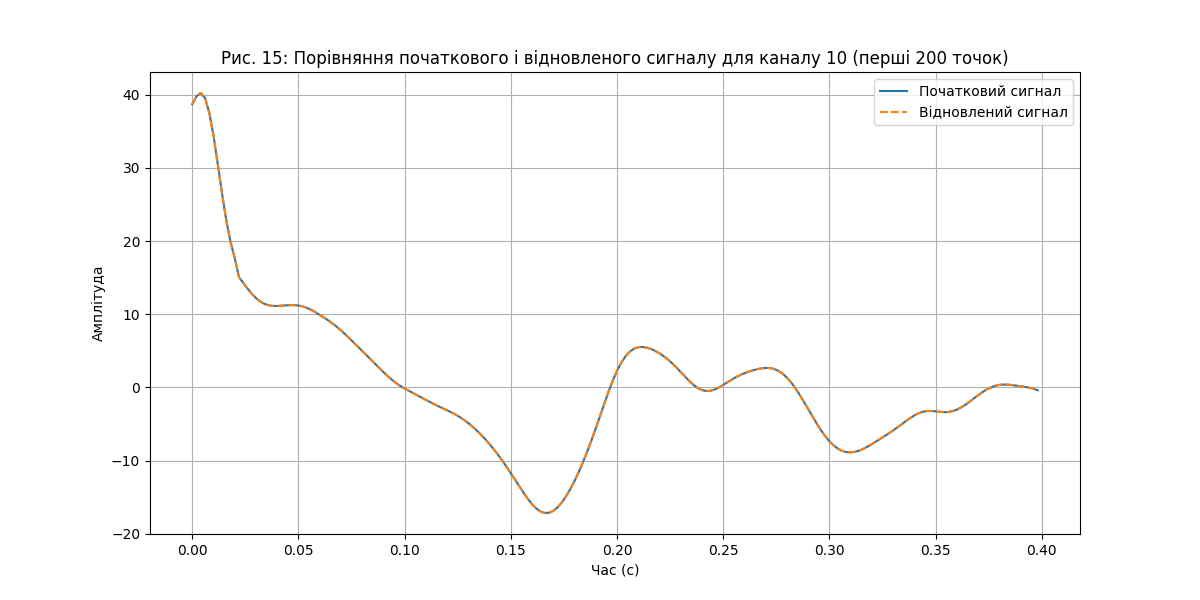 Рис. 15: Порівняння початкового і відновленого сигналу для каналу 10 (перші 200 точок)
Початковий сигнал
Відновлений сигнал
Амплітуда
40
30
20
10
0
−10
−20
0.00 0.05 0.10 0.15 0.20 0.25 0.30 0.35 0.40
Час (с)